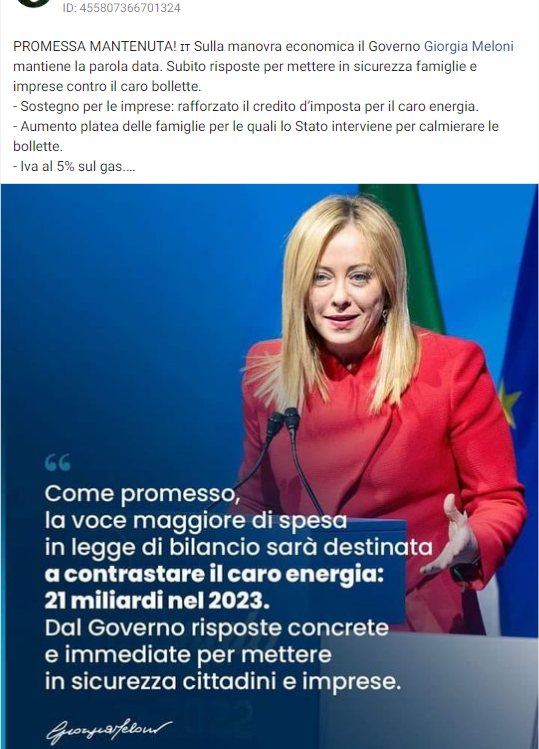 ID: 455807366701324
PROMESSA MANTENUTA! IT Sulla manovra economica il Governo Giorgia Meloni
mantiene la parola data. Subito risposte per mettere in sicurezza famiglie e
imprese contro il caro bollette.
- Sostegno per le imprese: rafforzato il credito d'imposta per il caro energia.
- Aumento platea delle famiglie per le quali lo Stato interviene per calmierare le
bollette.
- Iva al 5% sul gas....
“
Come promesso,
la voce maggiore di spesa
in legge di bilancio sarà destinata
a contrastare il caro energia:
21 miliardi nel 2023.
Dal Governo risposte concrete
e immediate per mettere
in sicurezza cittadini e imprese.
Giorgia Meloni